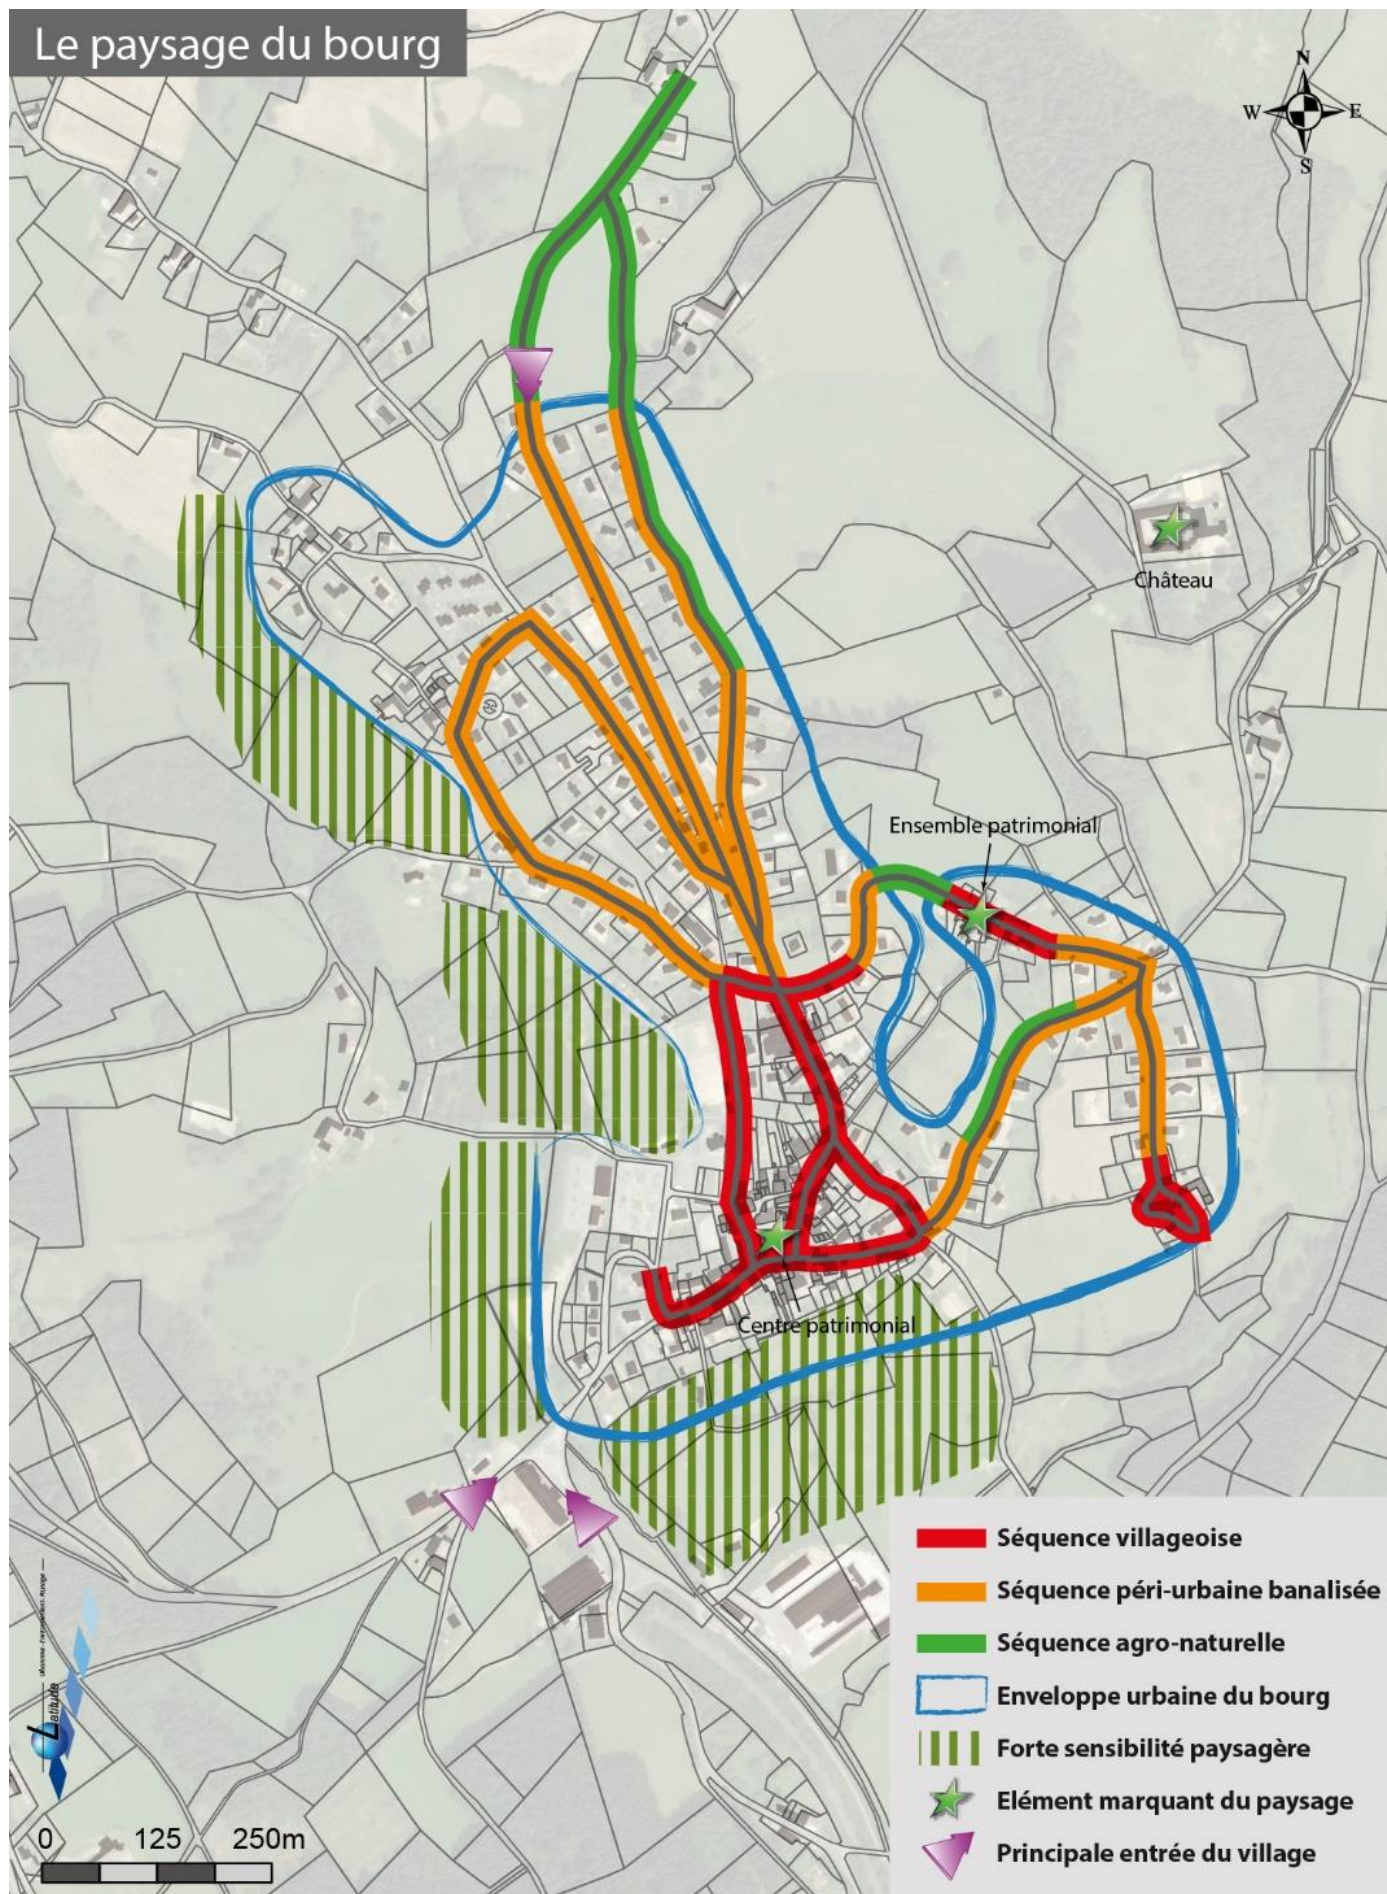 Le paysage du bourg
N
W E
S
Château
Ensemble patrimonial
Centre patrimonial
Séquence villageoise
Séquence péri-urbaine banalisée
Séquence agro-naturelle
Enveloppe urbaine du bourg
Forte sensibilité paysagère
Elément marquant du paysage
Principale entrée du village
Latitude
0 125 250m